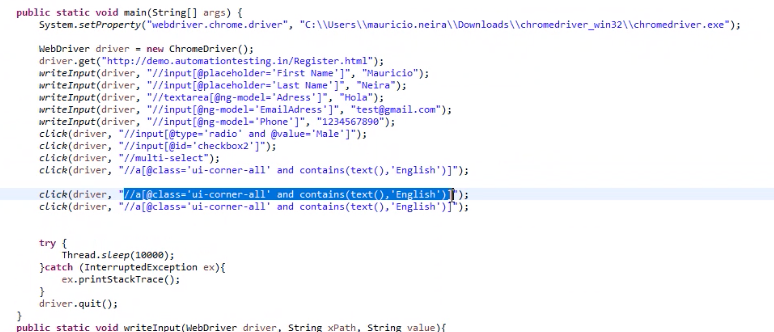 public static void main(String[] args) {
System.setProperty("webdriver.chrome.driver", "C:\\Users\\mauricio.neira\\Downloads\\chromedriver_win32\\chromedriver.exe");
WebDriver driver = new ChromeDriver();
driver.get("http://demo.automationtesting.in/Register.html");
writeInput(driver, "//input[@placeholder='First Name']", "Mauricio");
writeInput(driver, "//input[@placeholder='Last Name']", "Neira");
writeInput(driver, "//textarea[@ng-model='Adress']", "Hola");
writeInput(driver, "//input[@ng-model='EmailAdress']", "test@gmail.com");
writeInput(driver, "//input[@ng-model='Phone']", "1234567890");
click(driver, "//input[@type='radio' and @value='Male']");
click(driver, "//input[@id='checkbox2']");
click(driver, "//multi-select");
click(driver, "//a[@class='ui-corner-all' and contains(text(),'English')]");
click(driver, "//a[@class='ui-corner-all' and contains(text(),'English')]");
click(driver, "//a[@class='ui-corner-all' and contains(text(),'English')]");
try {
Thread.sleep(10000);
}catch (InterruptedException ex){
ex.printStackTrace();
}
driver.quit();
}
public static void writeInput(WebDriver driver, String xPath, String value){